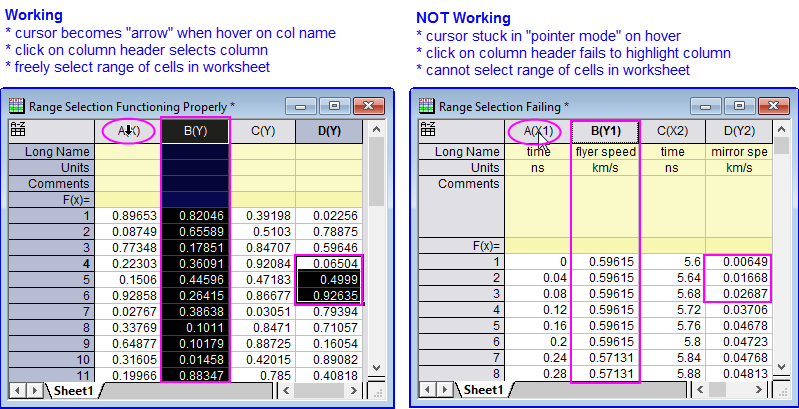 Working
* cursor becomes "arrow" when hover on col name
* click on column header selects column
* freely select range of cells in worksheet
NOT Working
* cursor stuck in "pointer mode" on hover
* click on column header fails to highlight column
* cannot select range of cells in worksheet
Range Selection Functioning Properly *
B(Y) C(Y) D(Y)
Long Name
Units
Comments
F(x)=
1 0.89653 0.82046 0.39198 0.02256
2 0.08749 0.65589 0.5103 0.78875
3 0.77348 0.17851 0.84707 0.59646
4 0.22303 0.36091 0.92084 0.06504
5 0.1506 0.44596 0.47183 0.4999
6 0.92858 0.26415 0.86677 0.92635
7 0.02767 0.38638 0.03051 0.79394
8 0.33769 0.1011 0.8471 0.71057
9 0.64877 0.10179 0.88725 0.16054
10 0.31605 0.01458 0.42015 0.89082
11 0.19966 0.88347 0.785 0.40818
Sheet1
Range Selection Failing *
A(X1) B(Y1) C(X2) D(Y2)
Long Name time flyer speed time mirror spe
Units ns km/s ns km/s
Comments
F(x)=
1 0 0.59615 5.6 0.00649
2 0.04 0.59615 5.64 0.01668
3 0.08 0.59615 5.68 0.02687
4 0.12 0.59615 5.72 0.03706
5 0.16 0.59615 5.76 0.04678
6 0.2 0.59615 5.8 0.04723
7 0.24 0.57131 5.84 0.04768
8 0.28 0.57131 5.88 0.04813
Sheet1